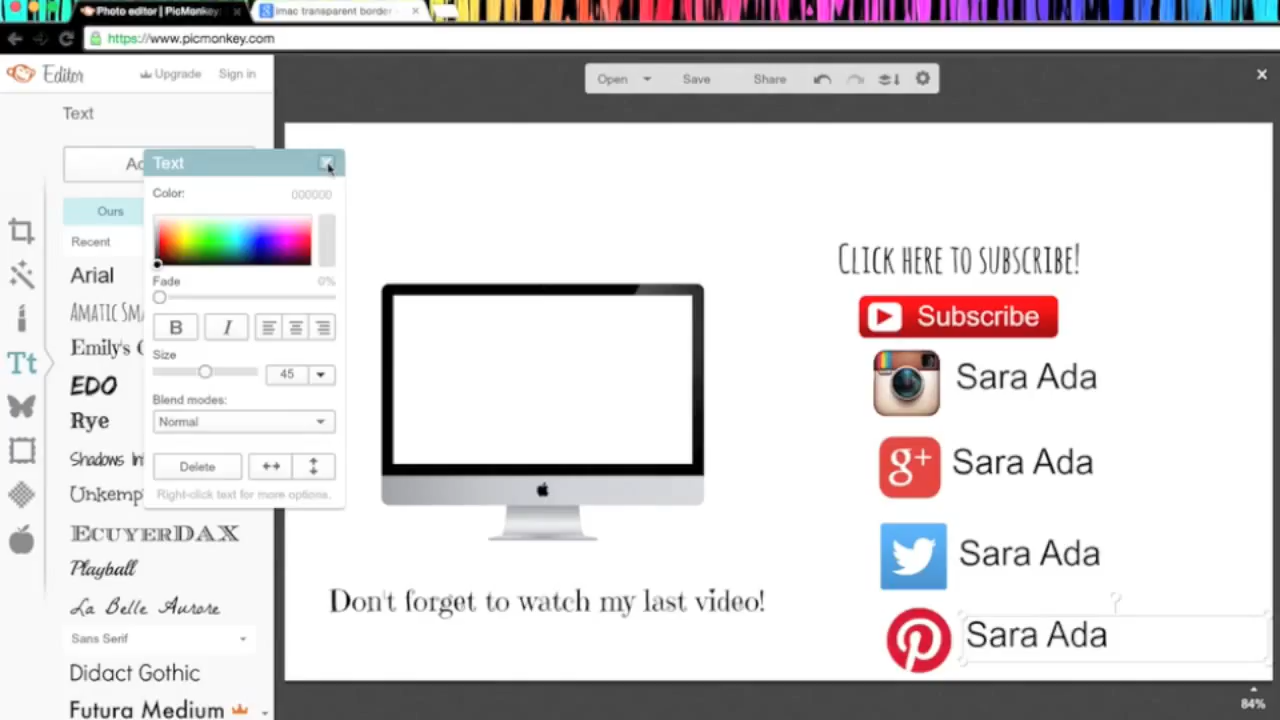 Photo editor | PicMonkey
imac transparent border
https://www.picmonkey.com
Editor
Upgrade
Sign in
Open
Save
Share
Text
Text
Color:
000000
Ours
Recent
Arial
Fade
0%
B
I
Emily's
Tt
Size
45
EDO
Blend modes:
Rye
Normal
Shadows
Delete
Right-click text for more options.
ECUYERDAX
Playball
La Belle Aurore
Sans Serif
Didact Gothic
Futura Medium
CLICK HERE TO SUBSCRIBE!
Subscribe
Sara Ada
g+
Sara Ada
Sara Ada
Don't forget to watch my last video!
Sara Ada
84%